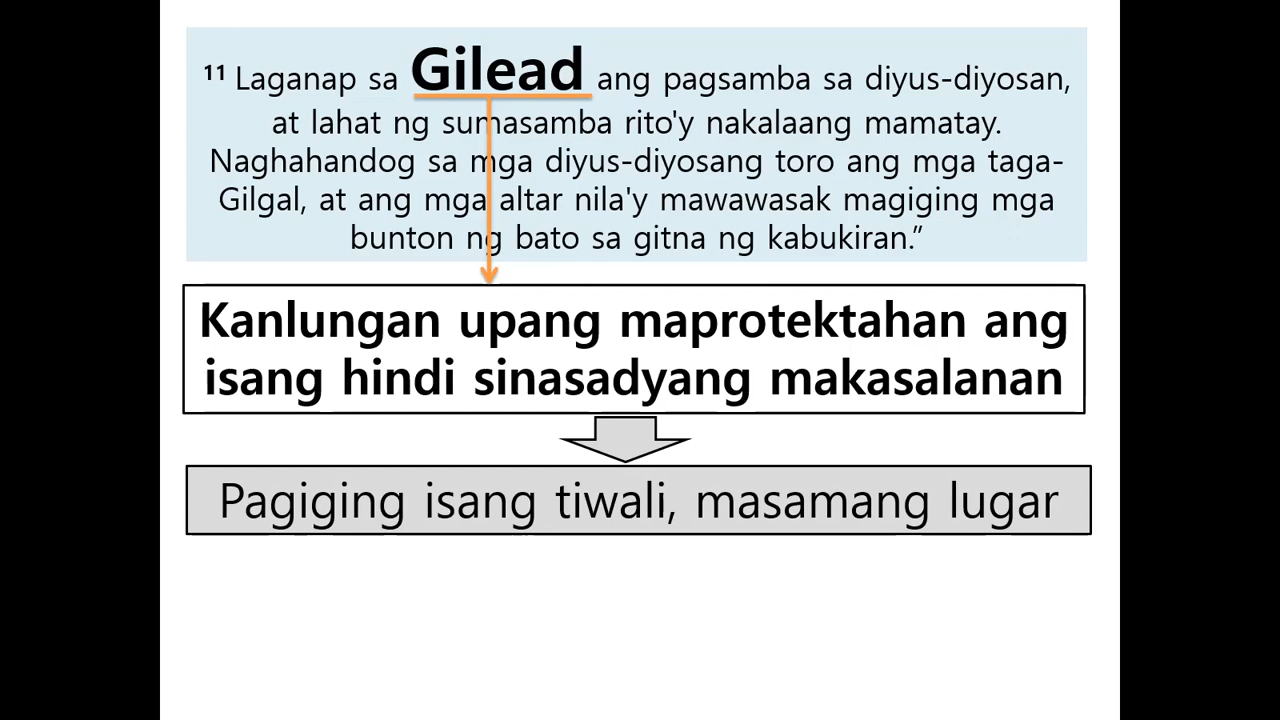 11 Laganap sa Gilead ang pagsamba sa diyus-diyosan,
at lahat ng sumasamba rito'y nakalaang mamatay.
Naghahandog sa mga diyus-diyosang toro ang mga taga-
Gilgal, at ang mga altar nila'y mawawasak magiging mga
bunton ng bato sa gitna ng kabukiran.”
Kanlungan upang maprotektahan ang
isang hindi sinasadyang makasalanan
Pagiging isang tiwali, masamang lugar